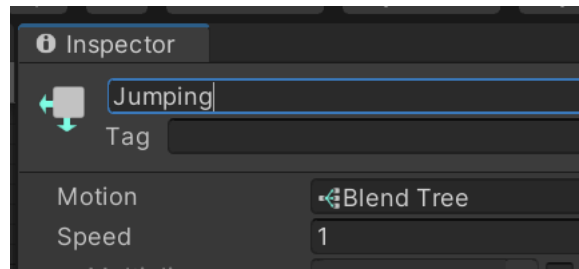 Inspector
Jumping
Tag
Motion Blend Tree
Speed 1